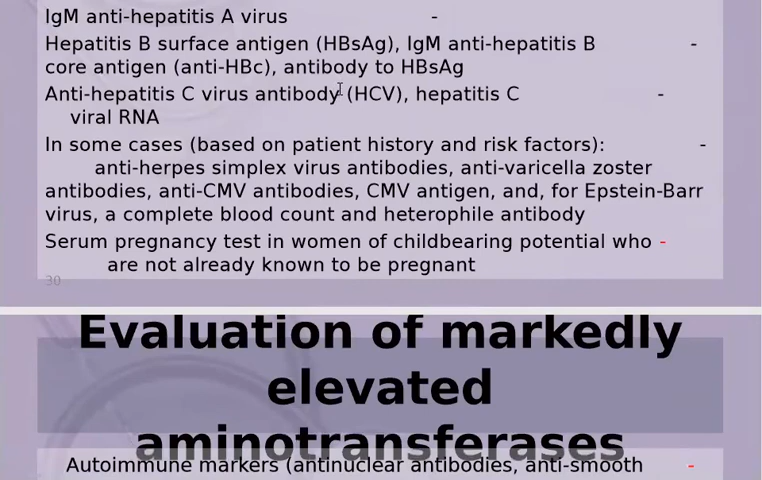 IgM anti-hepatitis A virus -
Hepatitis B surface antigen (HBsAg), IgM anti-hepatitis B -
core antigen (anti-HBc), antibody to HBsAg
Anti-hepatitis C virus antibody (HCV), hepatitis C -
viral RNA
In some cases (based on patient history and risk factors): -
anti-herpes simplex virus antibodies, anti-varicella zoster
antibodies, anti-CMV antibodies, CMV antigen, and, for Epstein-Barr
virus, a complete blood count and heterophile antibody
Serum pregnancy test in women of childbearing potential who -
are not already known to be pregnant
30
Evaluation of markedly
elevated
aminotransferases
Autoimmune markers (antinuclear antibodies, anti-smooth -